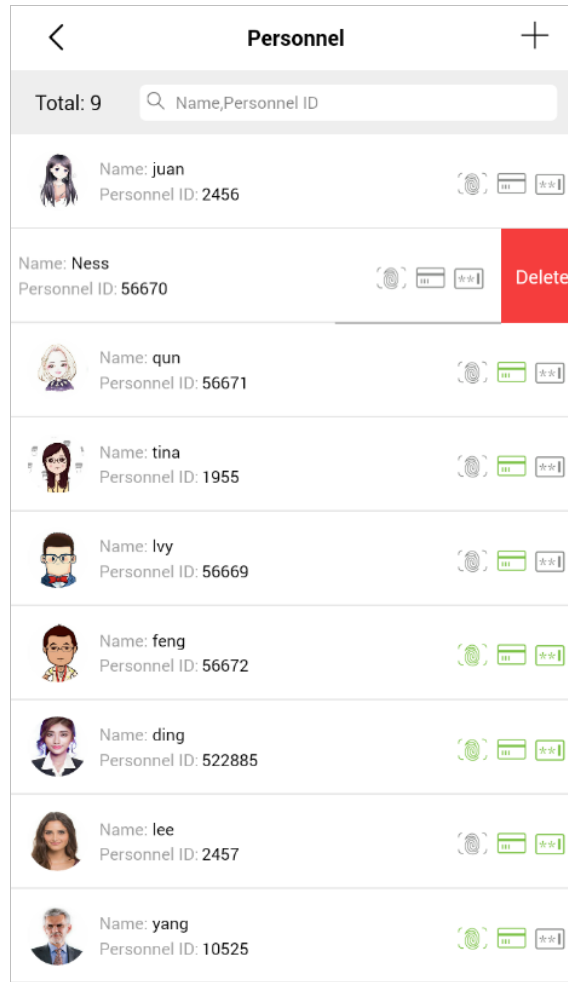 Personnel
Total: 9
Name,Personnel ID
Name: juan
Personnel ID: 2456
Name: Ness
Personnel ID: 56670
Delete
Name: qun
Personnel ID: 56671
Name: tina
Personnel ID: 1955
Name: lvy
Personnel ID: 56669
Name: feng
Personnel ID: 56672
Name: ding
Personnel ID: 522885
Name: lee
Personnel ID: 2457
Name: yang
Personnel ID: 10525